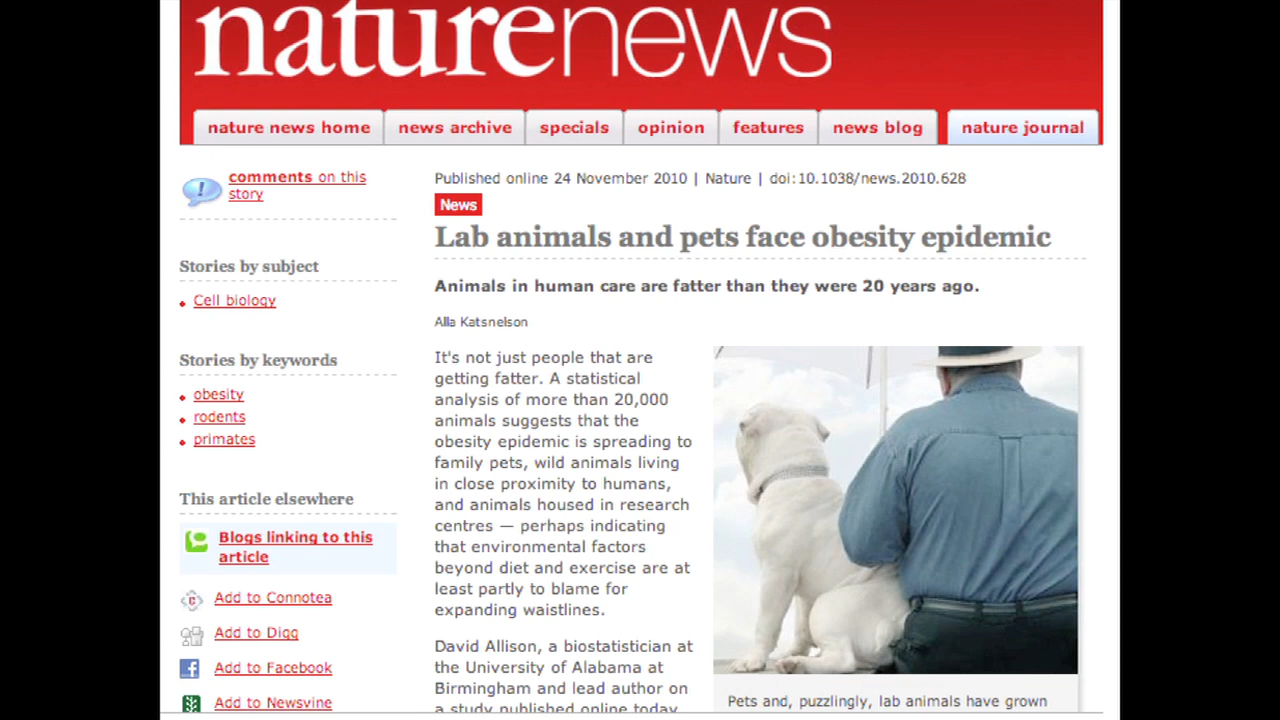 naturenews
nature news home
news archive
specials
opinion
features
news blog
nature journal
comments on this
story
Stories by subject
Cell biology
Stories by keywords
obesity
rodents
primates
This article elsewhere
Blogs linking to this
article
Add to Connotea
Add to Digg
Add to Facebook
Add to Newsvine
Published online 24 November 2010 | Nature | doi:10.1038/news.2010.628
News
Lab animals and pets face obesity epidemic
Animals in human care are fatter than they were 20 years ago.
Alla Katsnelson
It's not just people that are
getting fatter. A statistical
analysis of more than 20,000
animals suggests that the
obesity epidemic is spreading to
family pets, wild animals living
in close proximity to humans,
and animals housed in research
centres — perhaps indicating
that environmental factors
beyond diet and exercise are at
least partly to blame for
expanding waistlines.
David Allison, a biostatistician at
the University of Alabama at
Birmingham and lead author on
a study published online today
Pets and, puzzlingly, lab animals have grown